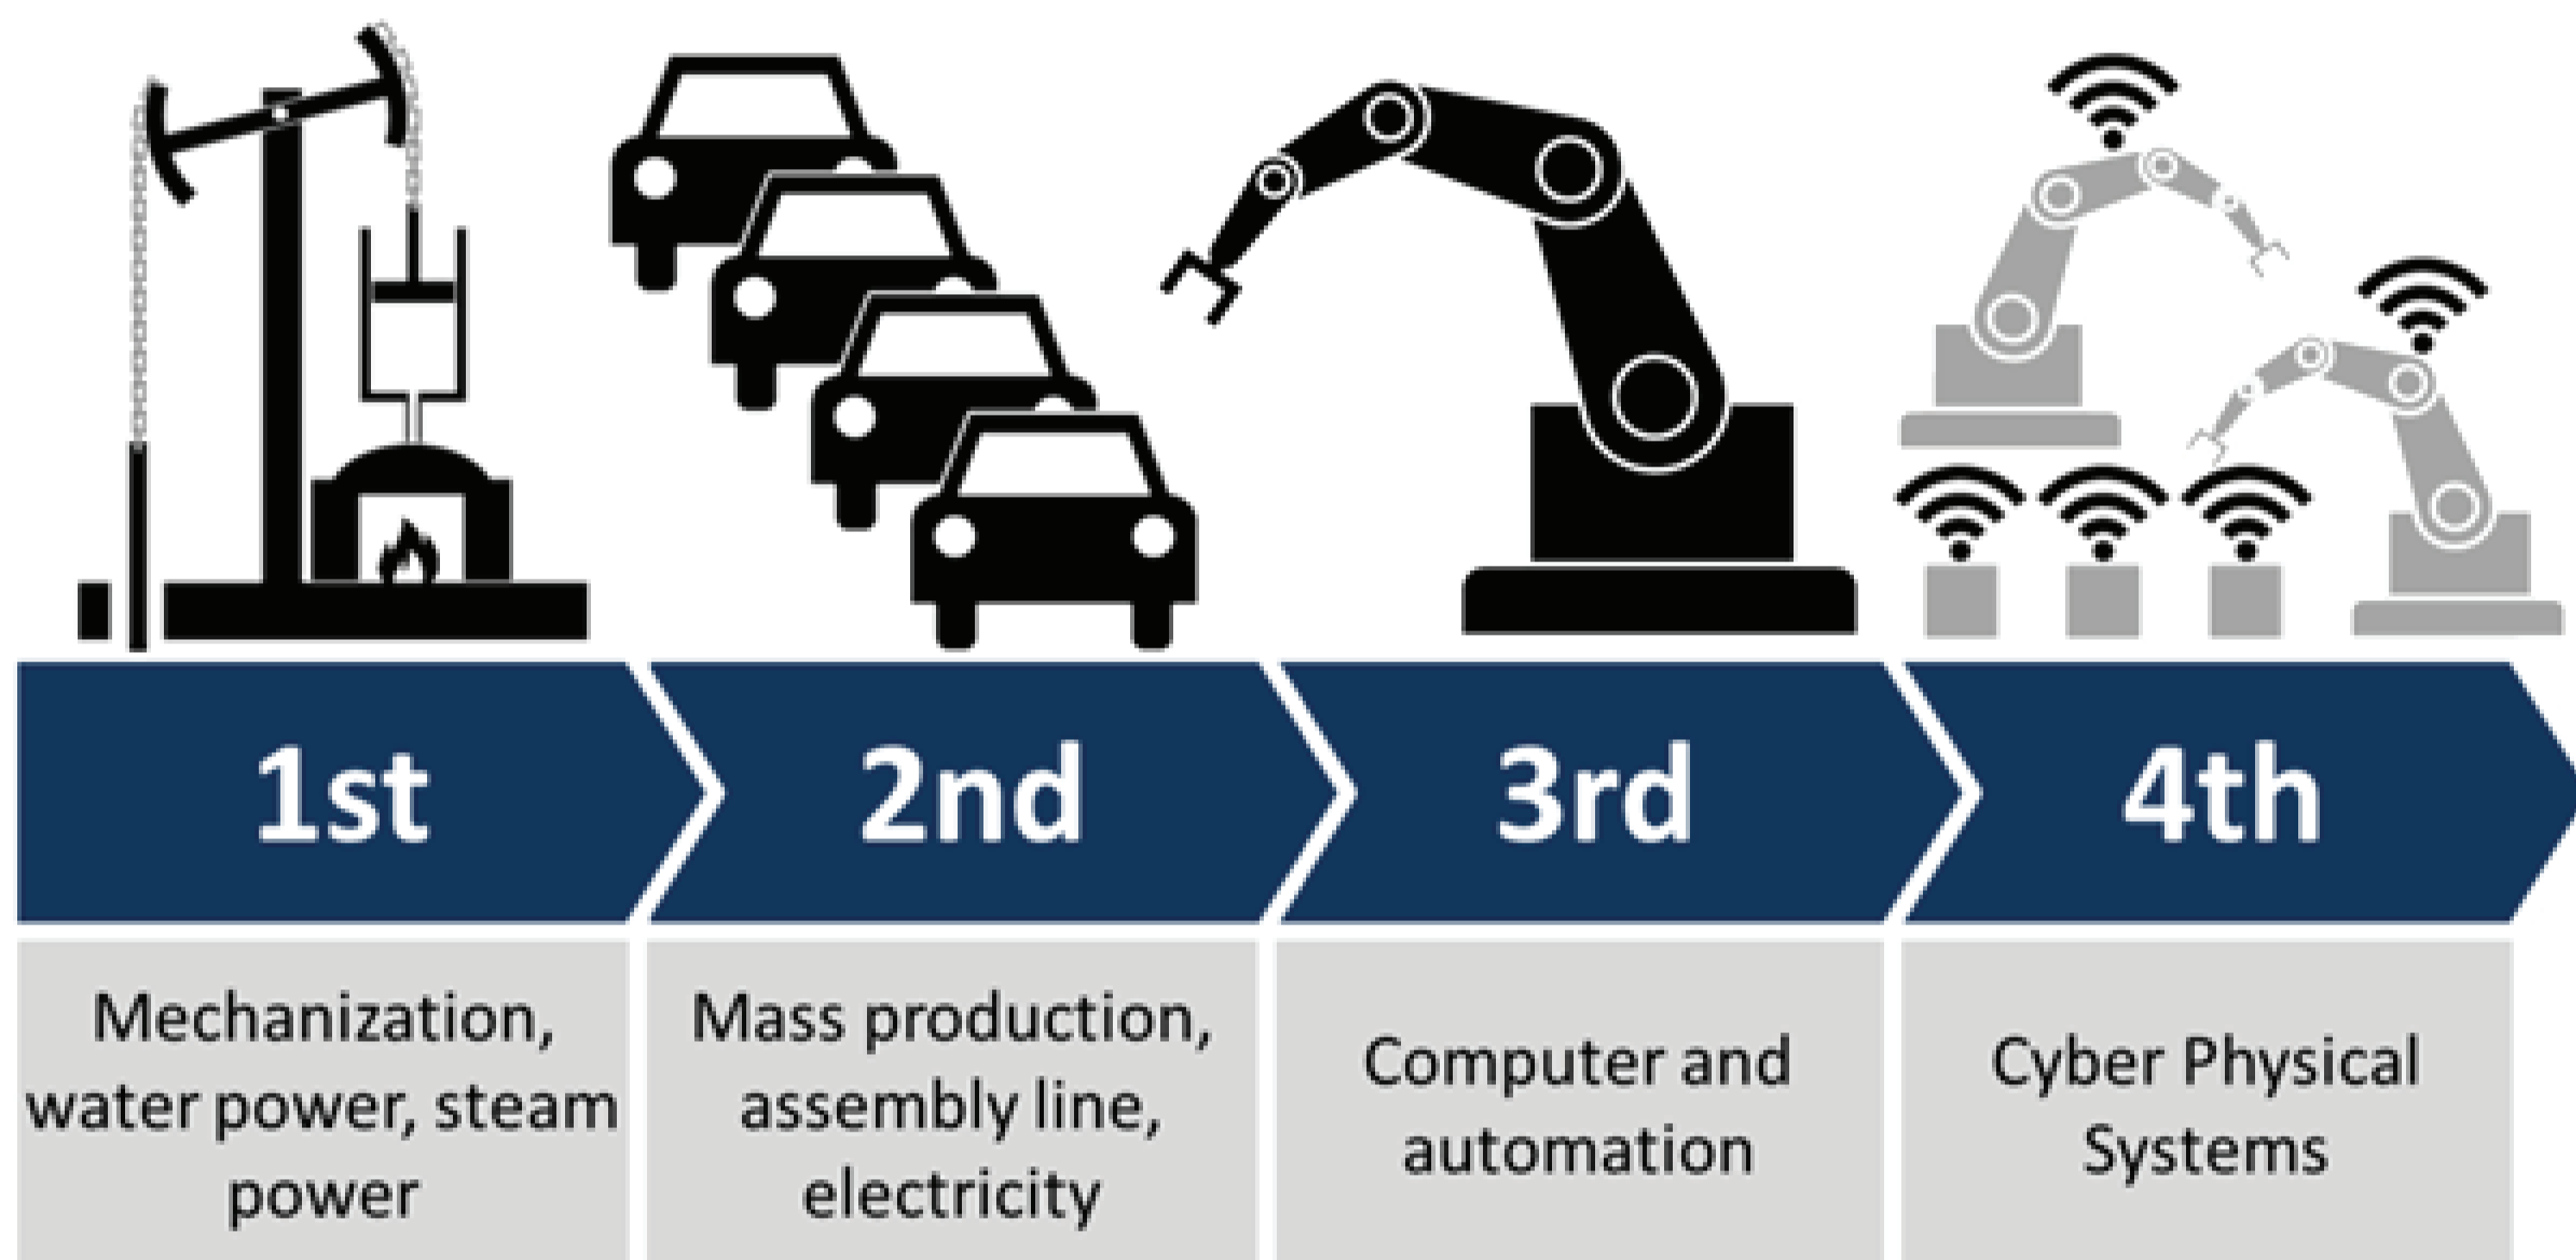 1st
2nd
3rd
4th
Mechanization,
water power, steam
power
Mass production,
assembly line,
electricity
Computer and
automation
Cyber Physical
Systems